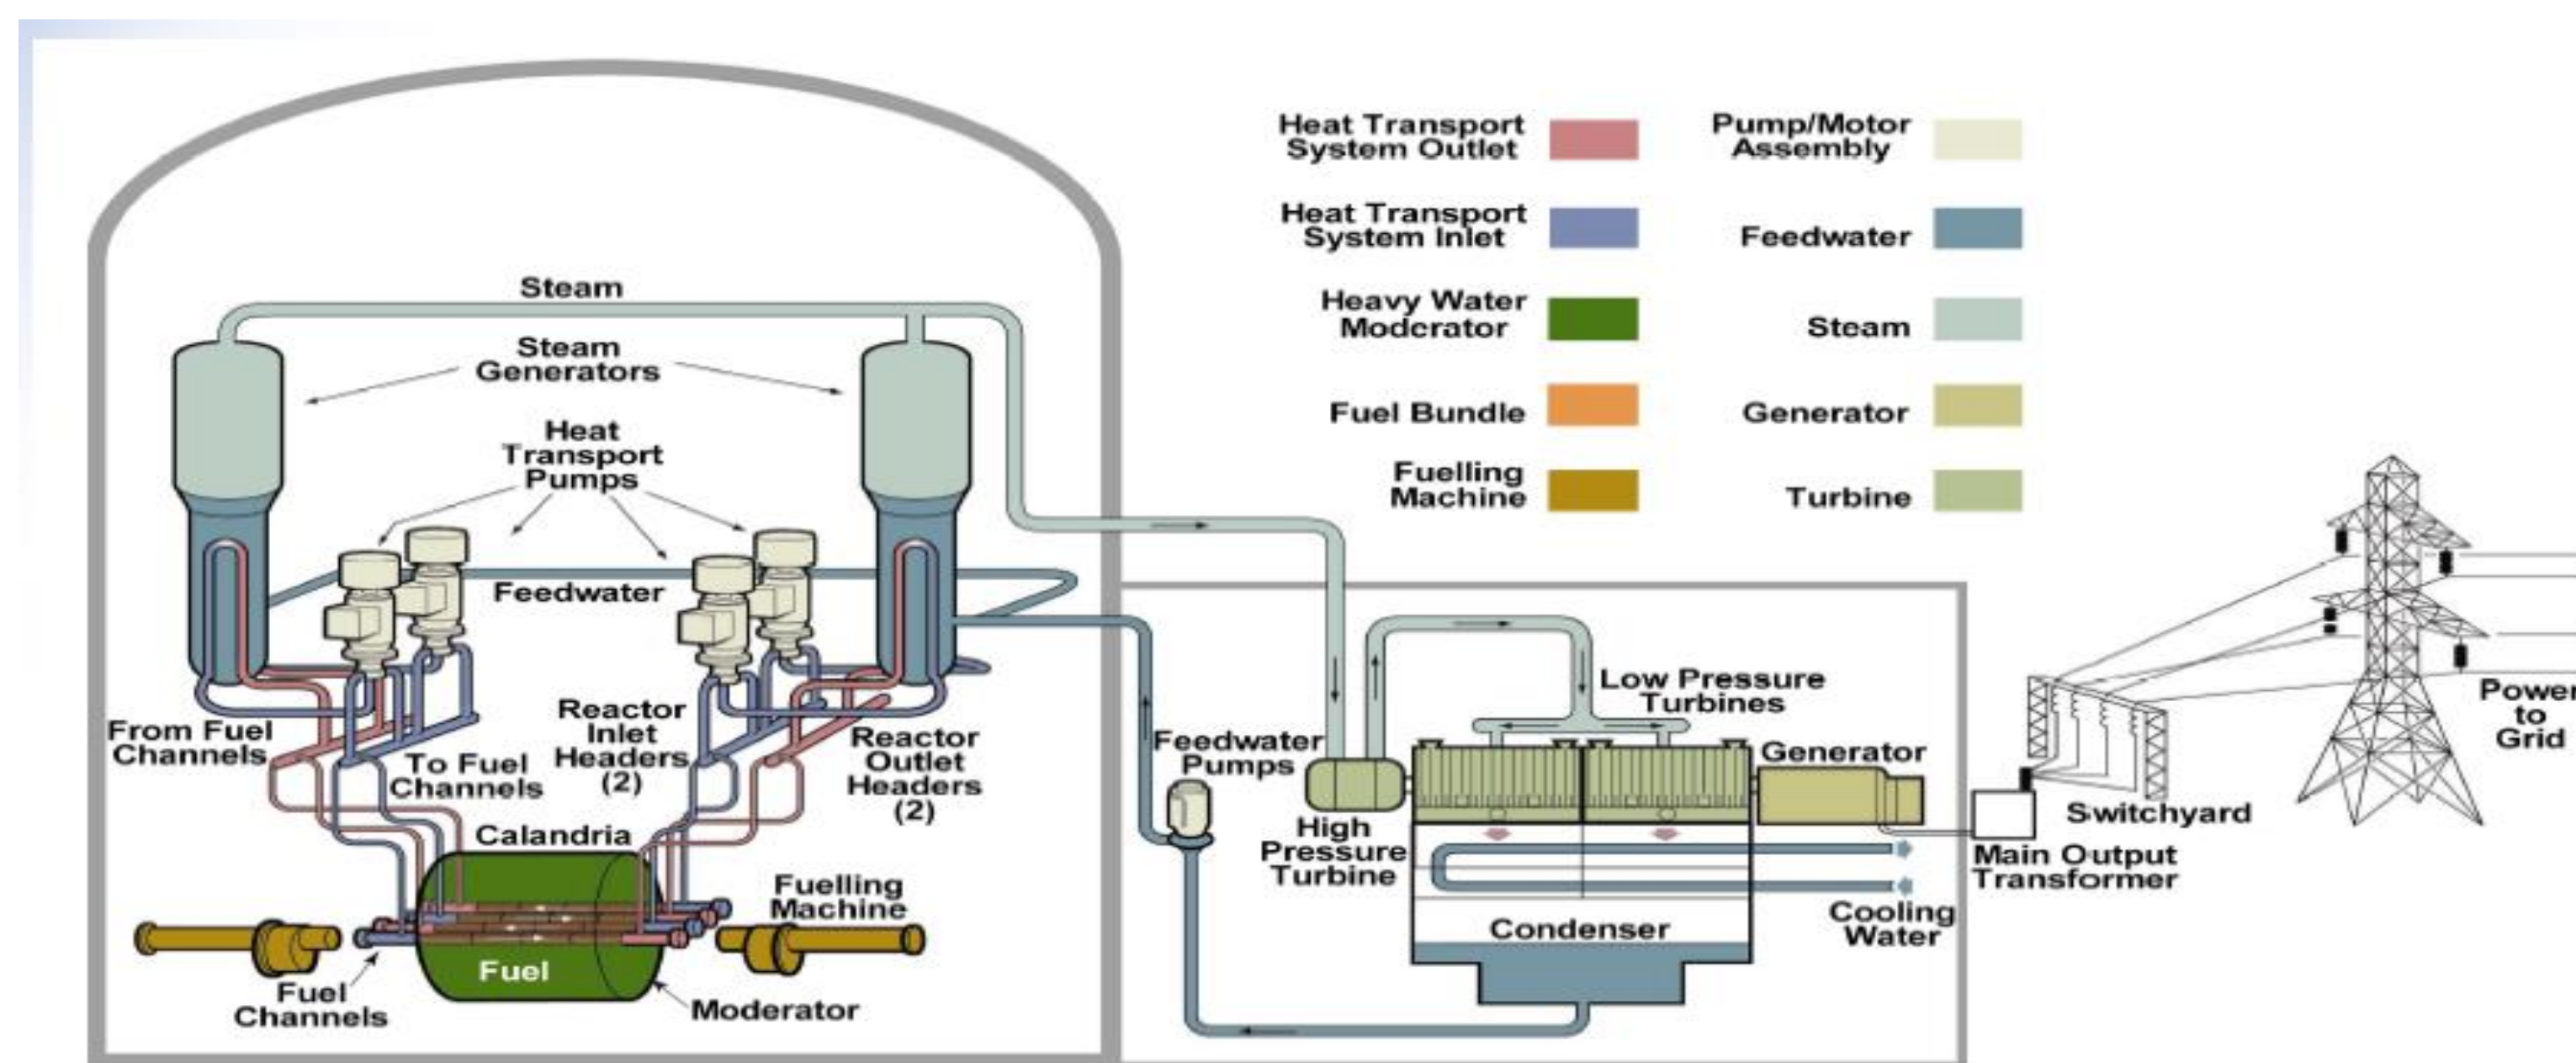 Heat Transport
System Outlet
Pump/Motor
Assembly
Heat Transport
System Inlet
Feedwater
Heavy Water
Moderator
Steam
Fuel Bundle
Generator
Fuelling
Machine
Turbine
Steam
Steam
Generators
Heat
Transport
Pumps
Feedwater
From Fuel
Channels
To Fuel
Channels
Reactor
Inlet
Headers
(2)
Reactor
Outlet
Headers
(2)
Calandria
Fuelling
Machine
Fuel
Fuel
Channels
Moderator
Feedwater
Pumps
High
Pressure
Turbine
Low Pressure
Turbines
Generator
Condenser
Cooling
Water
Main Output
Transformer
Switchyard
Power
to
Grid